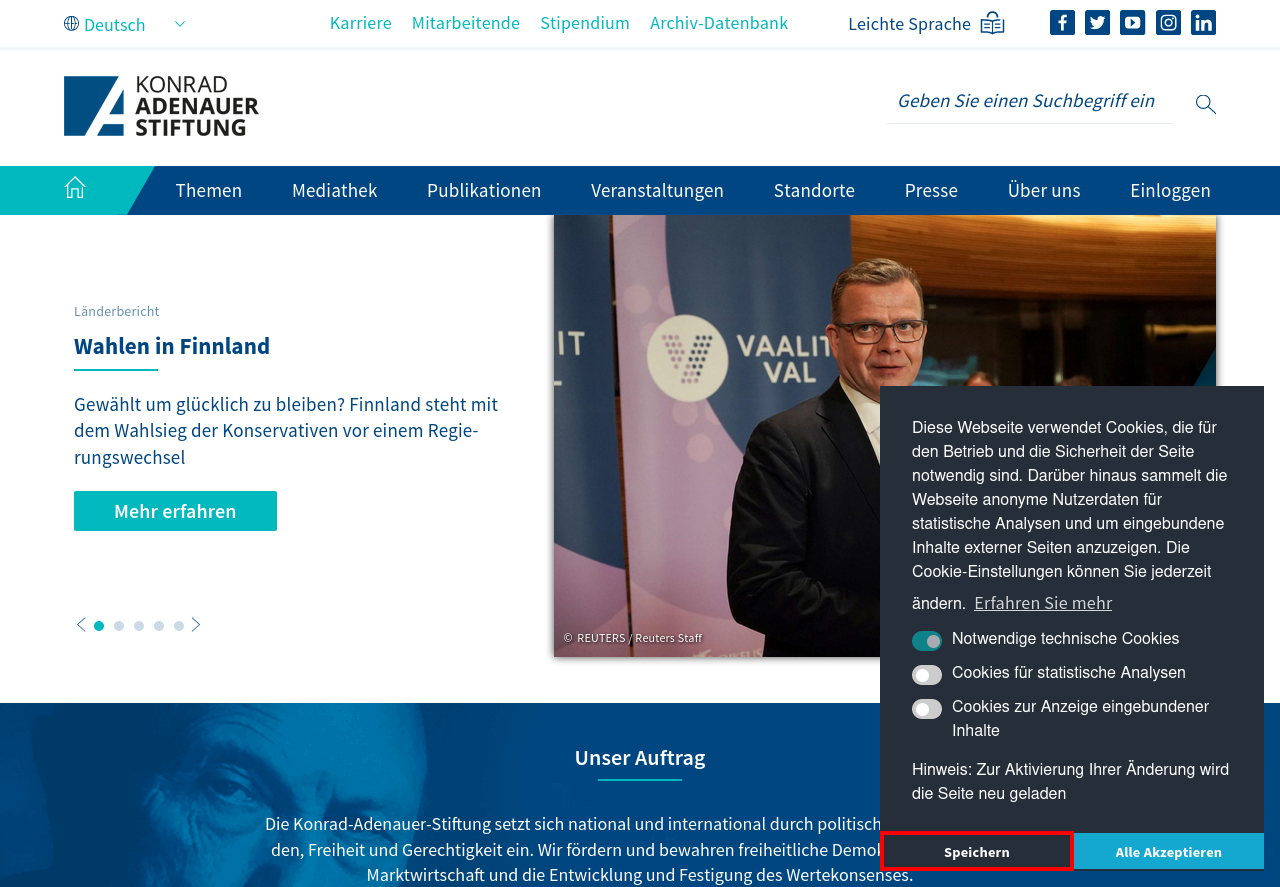 Deutsch
Karriere Mitarbeitende Stipendium Archiv-Datenbank
Leichte Sprache
KONRAD
ADENAUER
STIFTUNG
Geben Sie einen Suchbegriff ein
Themen Mediathek Publikationen Veranstaltungen Standorte Presse Über uns Einloggen
Länderbericht
Wahlen in Finnland
Gewählt um glücklich zu bleiben? Finnland steht mit
dem Wahlsieg der Konservativen vor einem Regie-
rungswechsel
Mehr erfahren
IT
VAALIT
VAL
© REUTERS / Reuters Staff
Diese Webseite verwendet Cookies, die für
den Betrieb und die Sicherheit der Seite
notwendig sind. Darüber hinaus sammelt die
Webseite anonyme Nutzerdaten für
statistische Analysen und um eingebundene
Inhalte externer Seiten anzuzeigen. Die
Cookie-Einstellungen können Sie jederzeit
ändern. Erfahren Sie mehr
Notwendige technische Cookies
Cookies für statistische Analysen
Cookies zur Anzeige eingebundener
Inhalte
Hinweis: Zur Aktivierung Ihrer Änderung wird
die Seite neu geladen
Speichern Alle Akzeptieren
Unser Auftrag
Die Konrad-Adenauer-Stiftung setzt sich national und international durch politisch
den, Freiheit und Gerechtigkeit ein. Wir fördern und bewahren freiheitliche Demok
Marktwirtschaft und die Entwicklung und Festigung des Wertekonsenses.